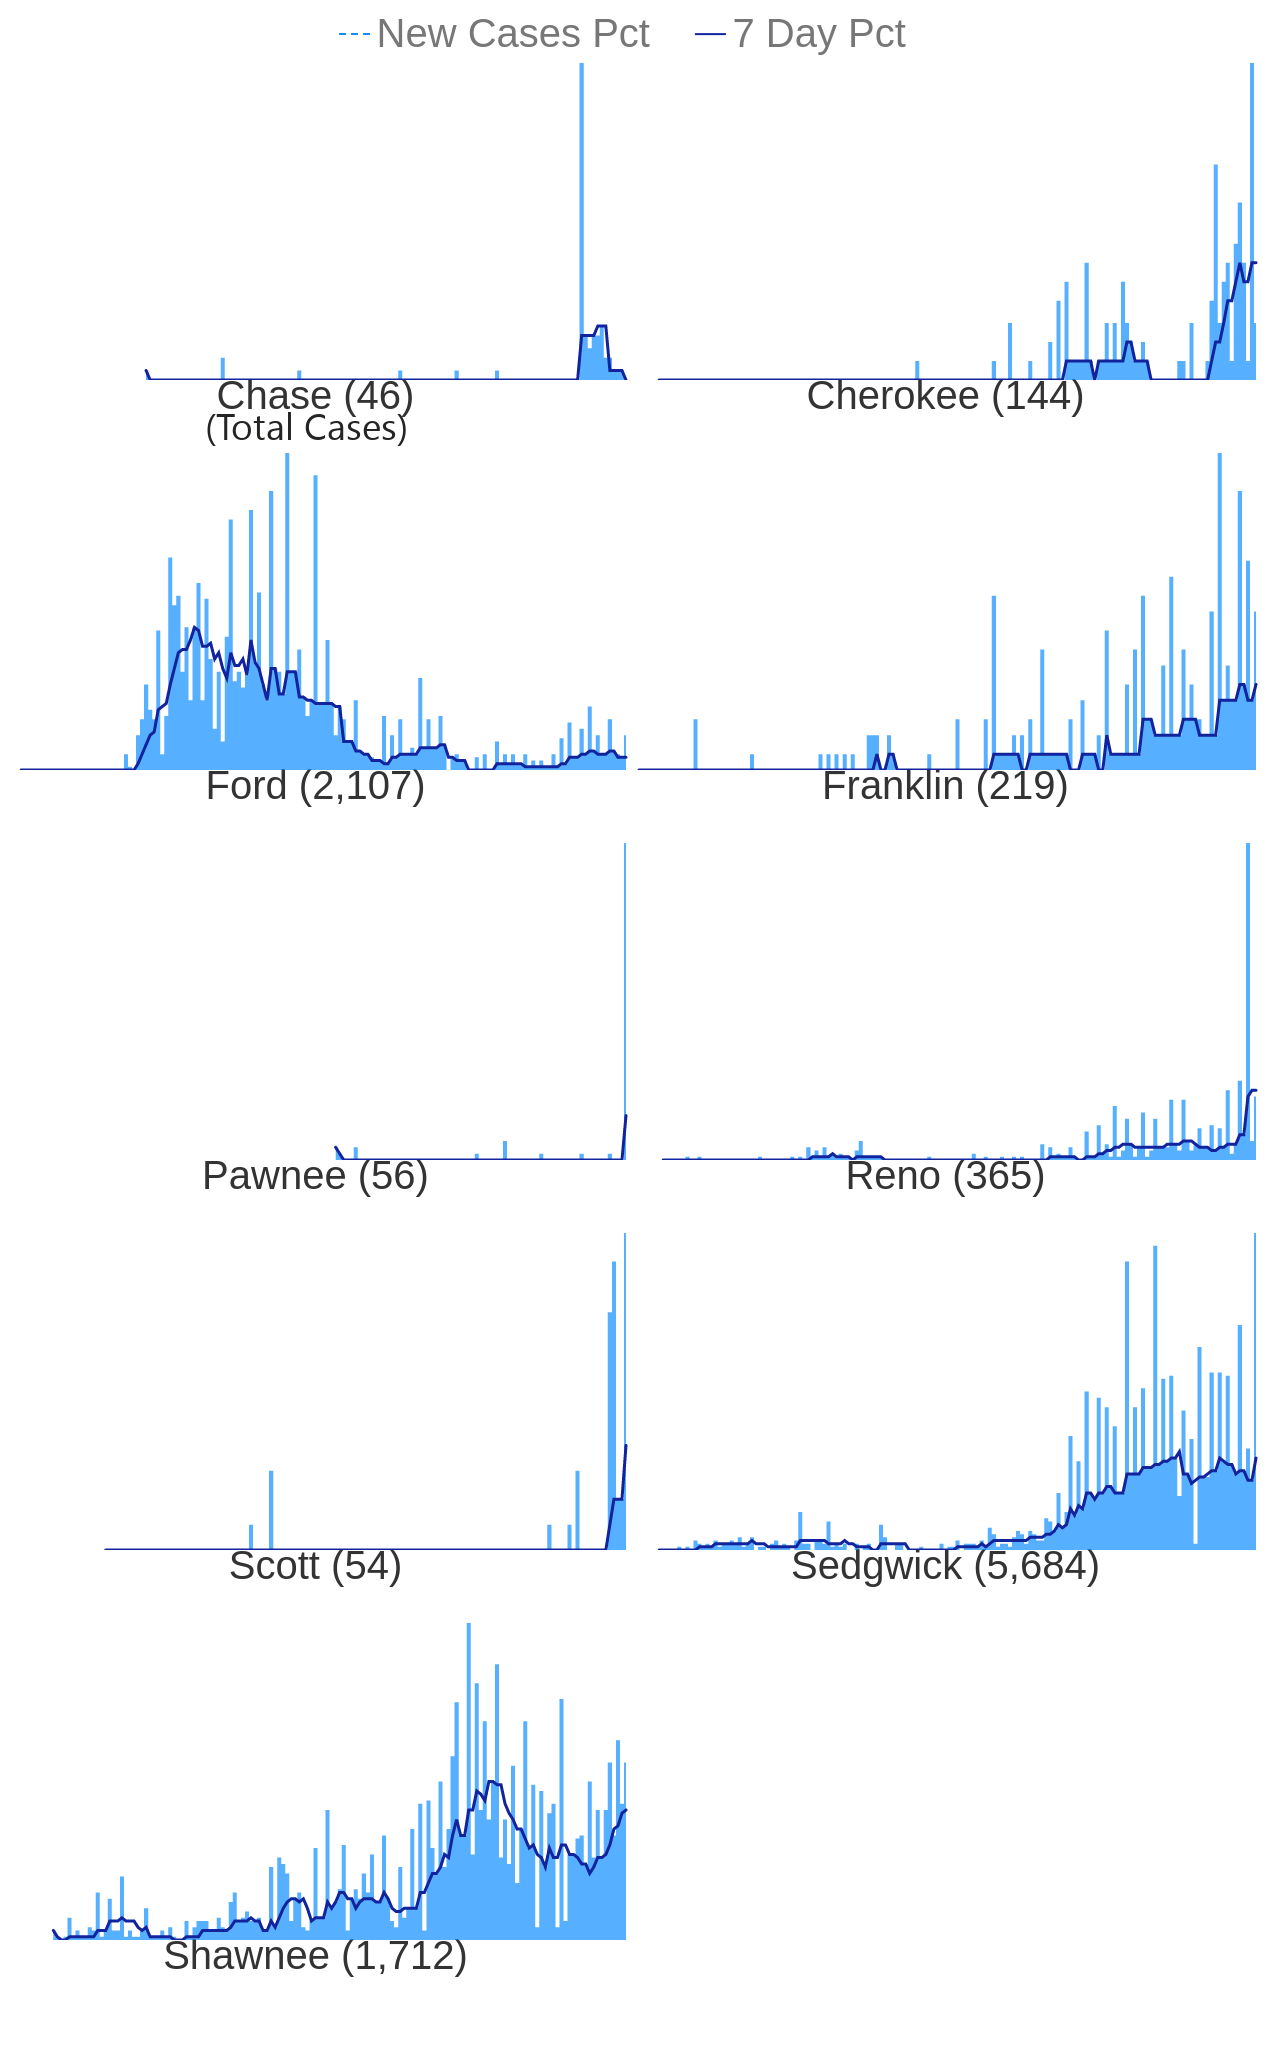 New Cases Pct 7 Day Pct
Chase (46) Cherokee (144)
(Total Cases)
Ford (2,107) Franklin (219)
Pawnee (56) Reno (365)
Scott (54) Sedgwick (5,684)
Shawnee (1,712)